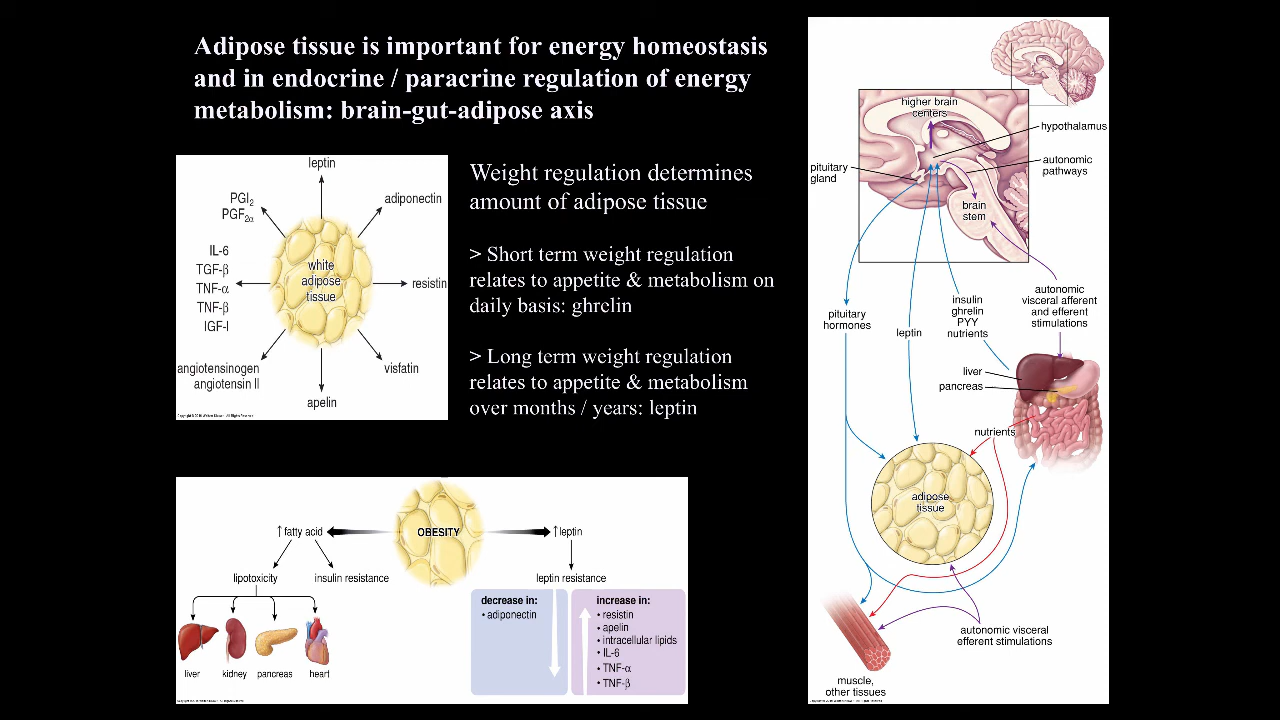 Adipose tissue is important for energy homeostasis
and in endocrine / paracrine regulation of energy
metabolism: brain-gut-adipose axis
leptin
PGI2
PGF2α
adiponectin
IL-6
TGF-β
TNF-α
TNF-β
IGF-I
white
adipose
tissue
resistin
angiotensinogen
angiotensin II
visfatin
apelin
Weight regulation determines
amount of adipose tissue
> Short term weight regulation
relates to appetite & metabolism on
daily basis: ghrelin
> Long term weight regulation
relates to appetite & metabolism
over months / years: leptin
↑ fatty acid
OBESITY
↑ leptin
lipotoxicity
insulin resistance
leptin resistance
liver
kidney
pancreas
heart
decrease in:
• adiponectin
increase in:
• resistin
• apelin
• intracellular lipids
• IL-6
• TNF-α
• TNF-β
higher brain
centers
hypothalamus
pituitary
gland
autonomic
pathways
brain
stem
pituitary
hormones
leptin
insulin
ghrelin
PYY
nutrients
autonomic
visceral afferent
and efferent
stimulations
liver
pancreas
nutrients
adipose
tissue
autonomic visceral
efferent stimulations
muscle,
other tissues